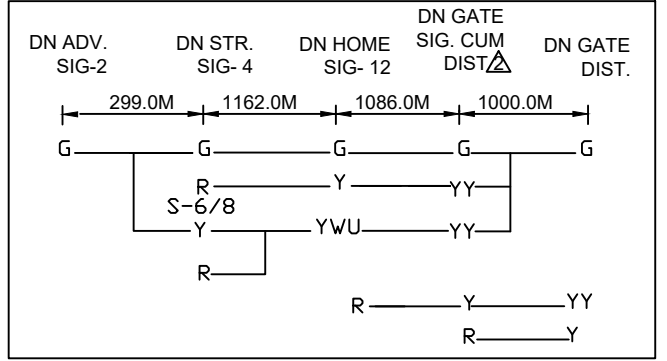 DN ADV.
SIG-2
DN STR.
SIG- 4
DN HOME
SIG- 12
DN GATE
SIG. CUM
DIST.2
DN GATE
DIST.
299.0M 1162.0M 1086.0M 1000.0M
G G G G G
R Y YY
S-6/8
Y YWU YY
R
R Y YY
R Y